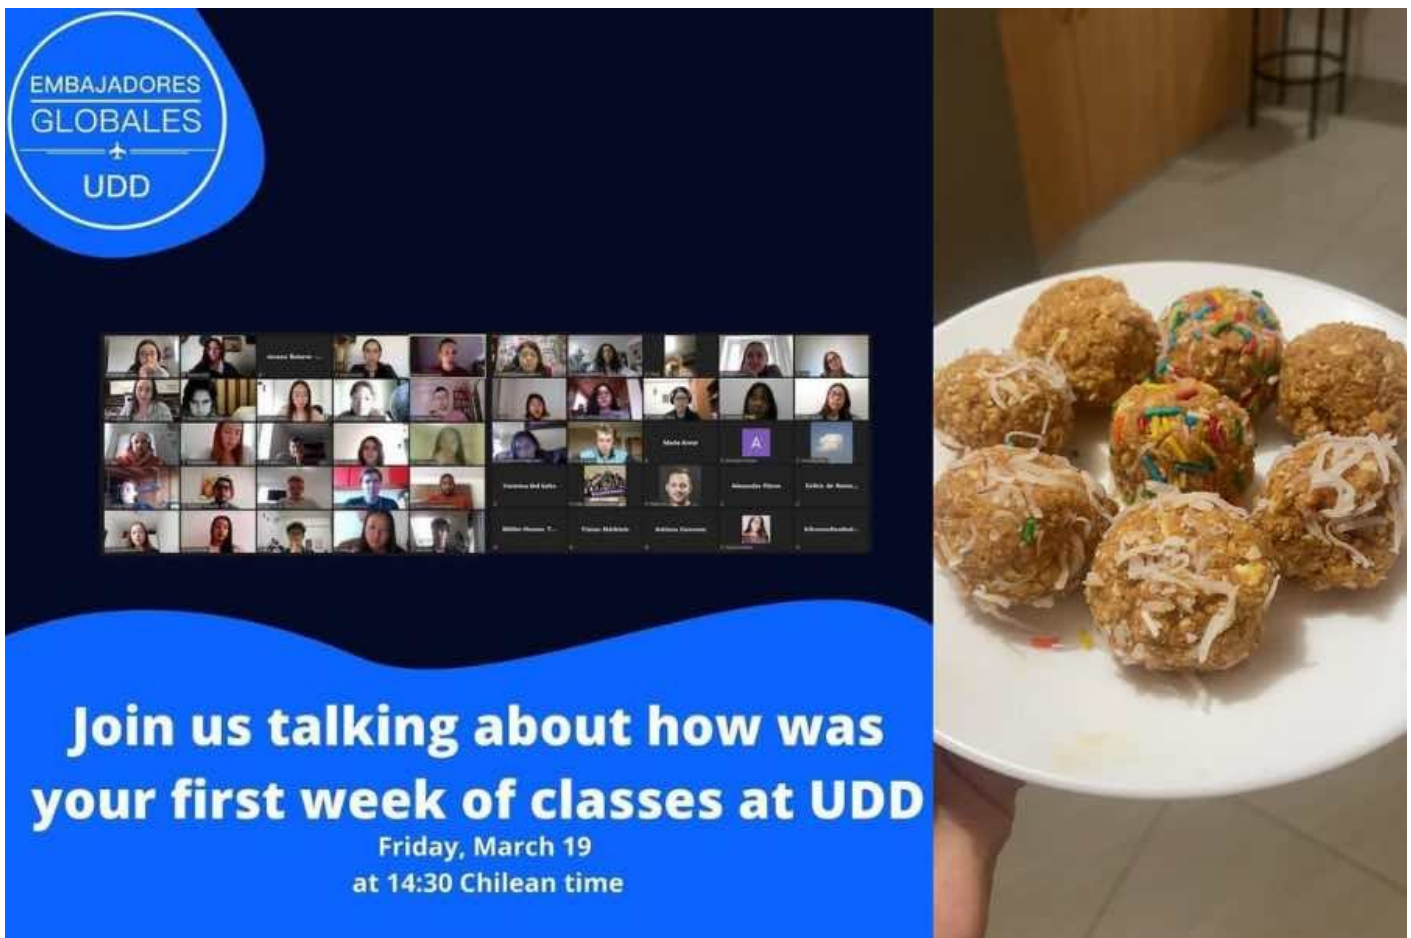 EMBAJADORES
GLOBALES
UDD
A
Join us talking about how was
your first week of classes at UDD
Friday, March 19
at 14:30 Chilean time